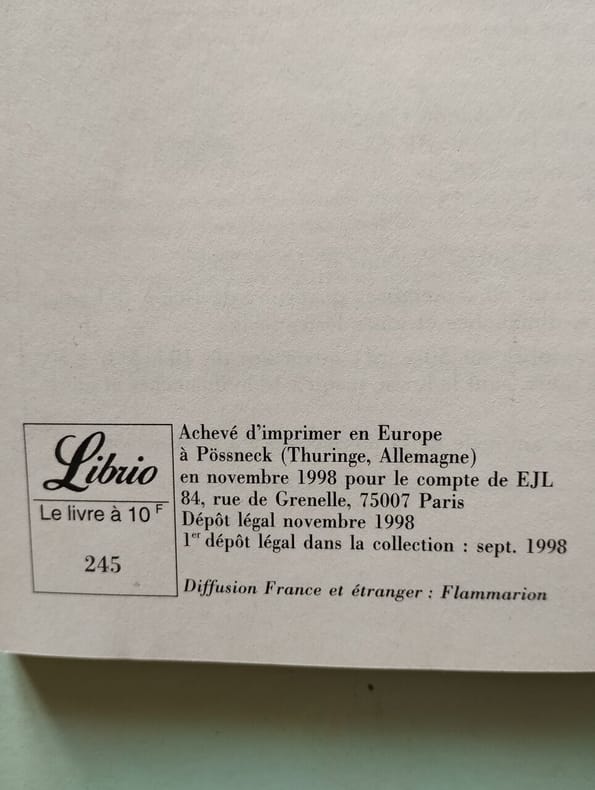 Librio
Le livre à 10 F
245
Achevé d'imprimer en Europe
à Pössneck (Thuringe, Allemagne)
en novembre 1998 pour le compte de EJL
84, rue de Grenelle, 75007 Paris
Dépôt légal novembre 1998
1er dépôt légal dans la collection : sept. 1998
Diffusion France et étranger : Flammarion